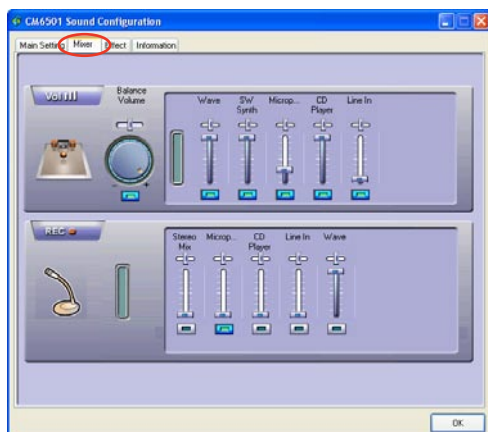 CM6501 Sound Configuration
Main Setting Mixer Effect Information
Vol
Balance Volume
Wave
SW Synth
Microp...
CD Player
Line In
- +
REC
Stereo Mix
Microp...
CD Player
Line In
Wave
OK